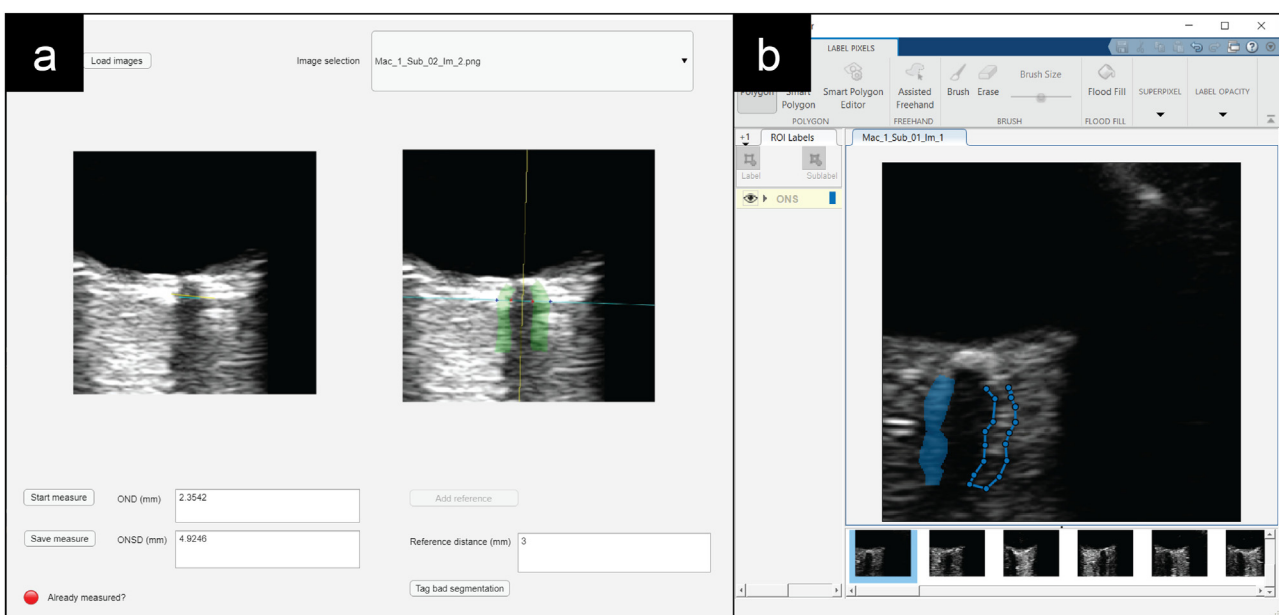 a
Load images
Image selection
Mac_1_Sub_02_Im_2.png
Start measure
OND (mm)
2.3542
Add reference
Save measure
ONSD (mm)
4.9246
Reference distance (mm)
3
Tag bad segmentation
Already measured?
b
LABEL PIXELS
Polygon
Smart
Polygon
Smart Polygon
Editor
Assisted
Freehand
Brush
Erase
Brush Size
Flood Fill
SUPERPIXEL
LABEL OPACITY
POLYGON
FREEHAND
BRUSH
FLOOD FILL
+1
ROI Labels
Mac_1_Sub_01_Im_1
Label
Sublabel
ONS